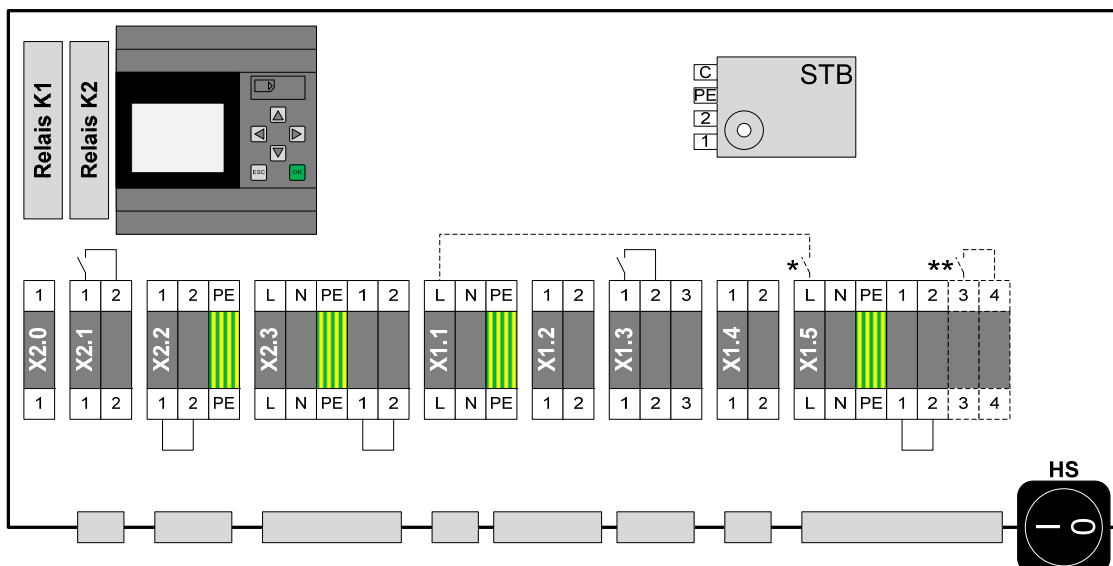 Relais K1
Relais K2
ESC
OK
STB
C
PE
2
1
*
**
1 1 2 1 2 PE L N PE 1 2 L N PE 1 2 1 2 3 1 2 L N PE 1 2 3 4
X2.0 X2.1 X2.2 X2.3 X1.1 X1.2 X1.3 X1.4 X1.5
1 1 2 1 2 PE L N PE 1 2 L N PE 1 2 1 2 3 1 2 L N PE 1 2 3 4
HS
I 0